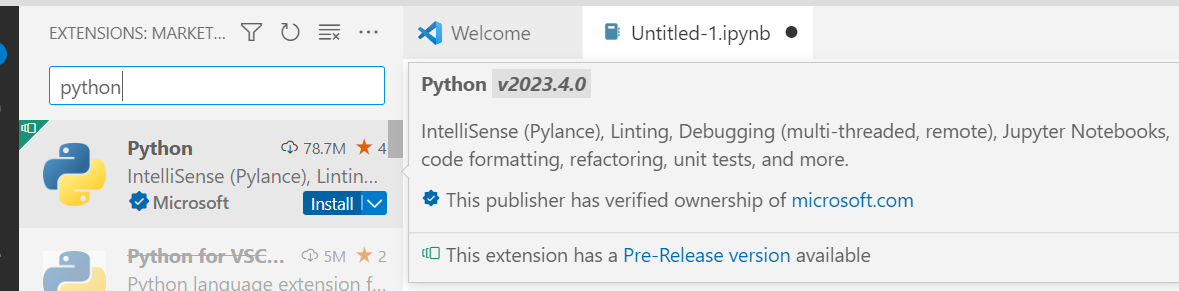 EXTENSIONS: MARKET...
python
Python 78.7M 4
IntelliSense (Pylance), Lintin...
Microsoft Install
Python for VSC... 5M 2
Python language extension f...
Welcome
Untitled-1.ipynb
Python v2023.4.0
IntelliSense (Pylance), Linting, Debugging (multi-threaded, remote), Jupyter Notebooks,
code formatting, refactoring, unit tests, and more.
This publisher has verified ownership of microsoft.com
This extension has a Pre-Release version available